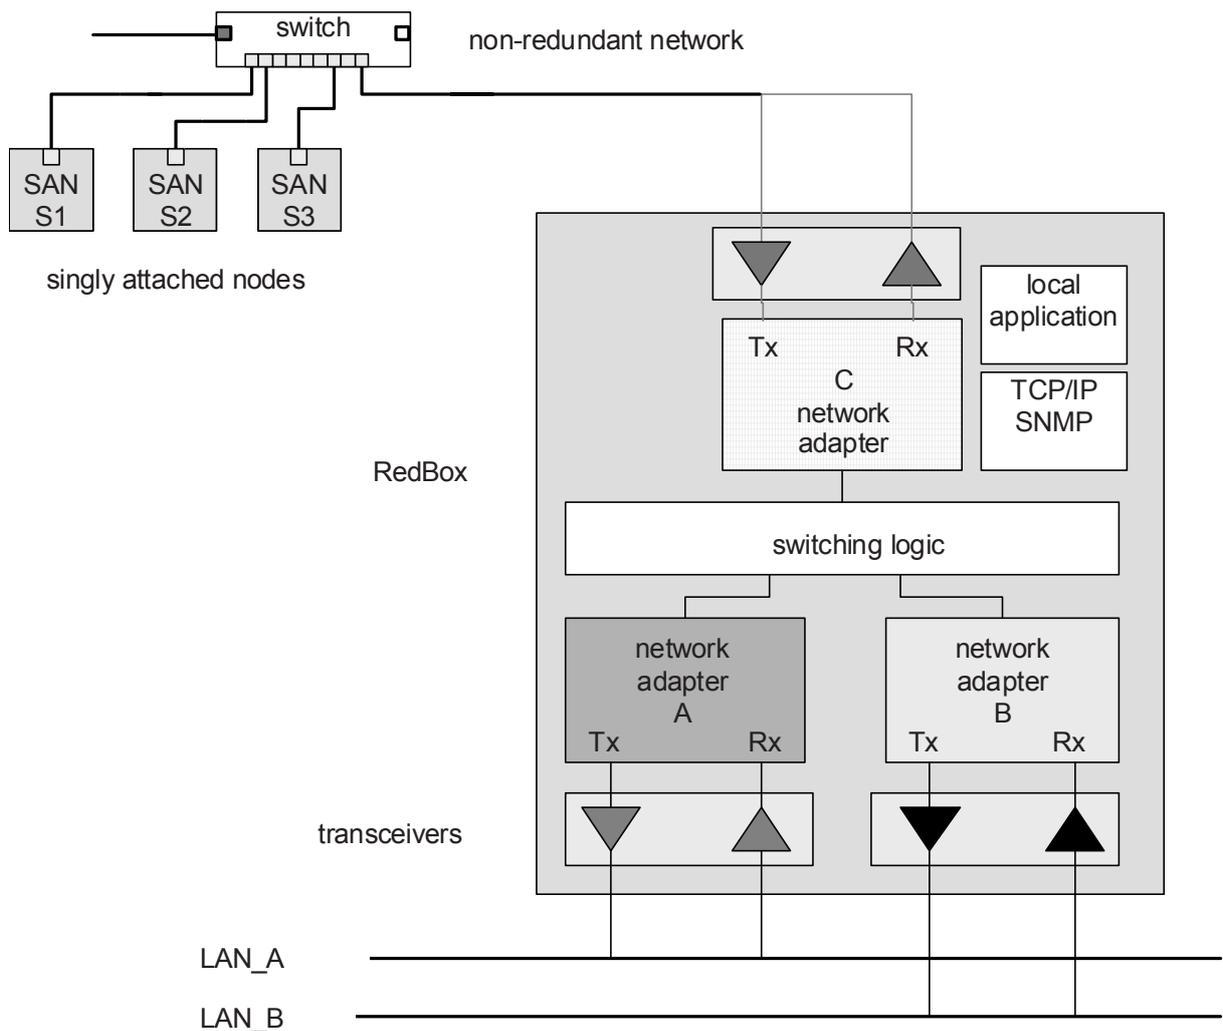 switch
non-redundant network
SAN
S1
SAN
S2
SAN
S3
singly attached nodes
local
application
Tx
Rx
C
network
adapter
TCP/IP
SNMP
RedBox
switching logic
network
adapter
A
Tx
Rx
network
adapter
B
Tx
Rx
transceivers
LAN_A
LAN_B